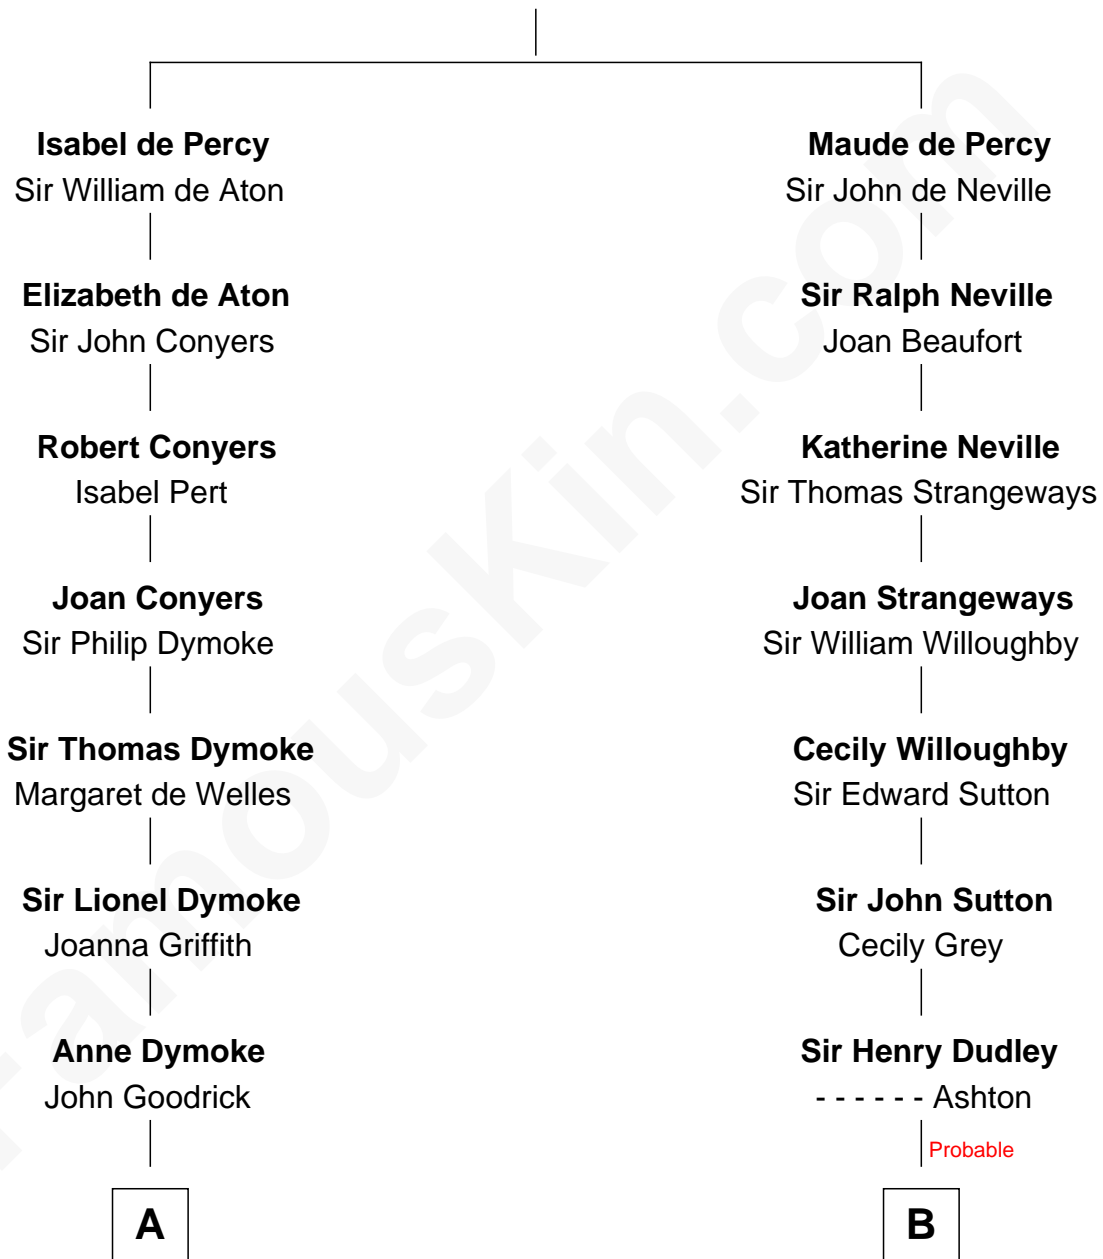 Isabel de Percy
Sir William de Aton
Elizabeth de Aton
Sir John Conyers
Robert Conyers
Isabel Pert
Joan Conyers
Sir Philip Dymoke
Sir Thomas Dymoke
Margaret de Welles
Sir Lionel Dymoke
Joanna Griffith
Anne Dymoke
John Goodrick
A
Maude de Percy
Sir John de Neville
Sir Ralph Neville
Joan Beaufort
Katherine Neville
Sir Thomas Strangeways
Joan Strangeways
Sir William Willoughby
Cecily Willoughby
Sir Edward Sutton
Sir John Sutton
Cecily Grey
Sir Henry Dudley
- - - - - - Ashton
Probable
B
FamousKin.com